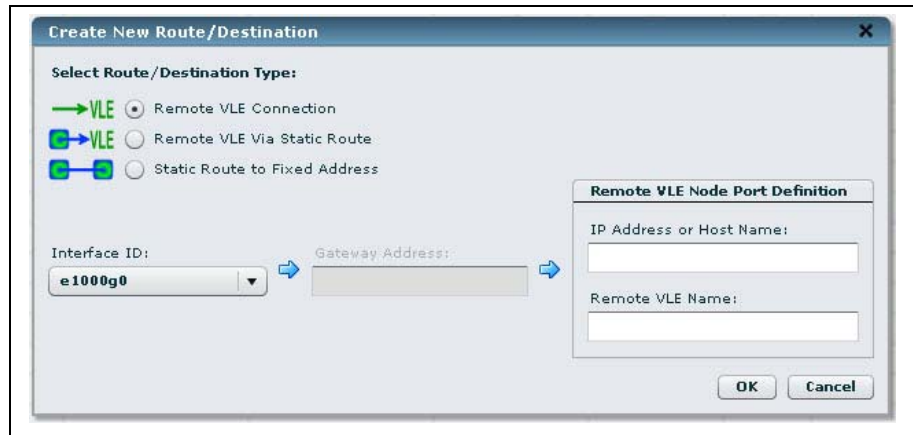 Create New Route/Destination
Select Route/Destination Type:
VLE Remote VLE Connection
VLE Remote VLE Via Static Route
Static Route to Fixed Address
Interface ID:
e1000g0
Gateway Address:
Remote VLE Node Port Definition
IP Address or Host Name:
Remote VLE Name:
OK Cancel